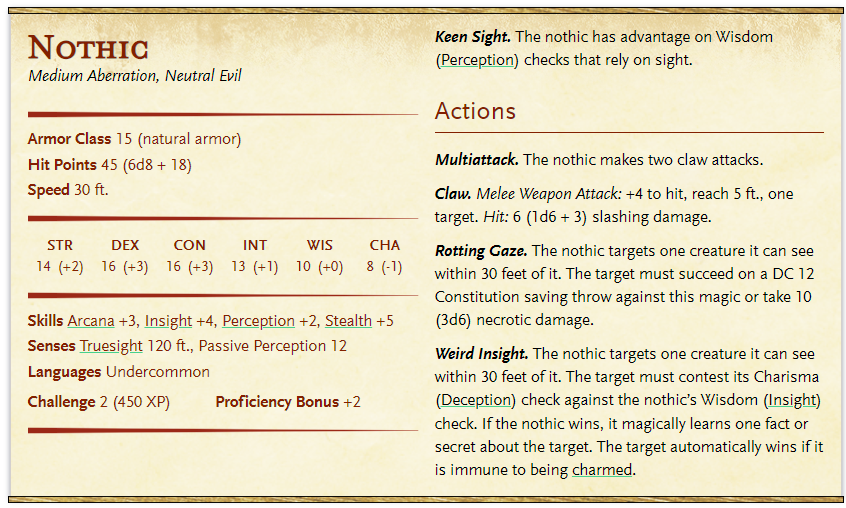 Nothic
Medium Aberration, Neutral Evil
Armor Class 15 (natural armor)
Hit Points 45 (6d8 + 18)
Speed 30 ft.
STR DEX CON INT WIS CHA
14 (+2) 16 (+3) 16 (+3) 13 (+1) 10 (+0) 8 (-1)
Skills Arcana +3, Insight +4, Perception +2, Stealth +5
Senses Truesight 120 ft., Passive Perception 12
Languages Undercommon
Challenge 2 (450 XP) Proficiency Bonus +2
Keen Sight. The nothic has advantage on Wisdom
(Perception) checks that rely on sight.
Actions
Multiattack. The nothic makes two claw attacks.
Claw. Melee Weapon Attack: +4 to hit, reach 5 ft., one
target. Hit: 6 (1d6 + 3) slashing damage.
Rotting Gaze. The nothic targets one creature it can see
within 30 feet of it. The target must succeed on a DC 12
Constitution saving throw against this magic or take 10
(3d6) necrotic damage.
Weird Insight. The nothic targets one creature it can see
within 30 feet of it. The target must contest its Charisma
(Deception) check against the nothic's Wisdom (Insight)
check. If the nothic wins, it magically learns one fact or
secret about the target. The target automatically wins if it
is immune to being charmed.